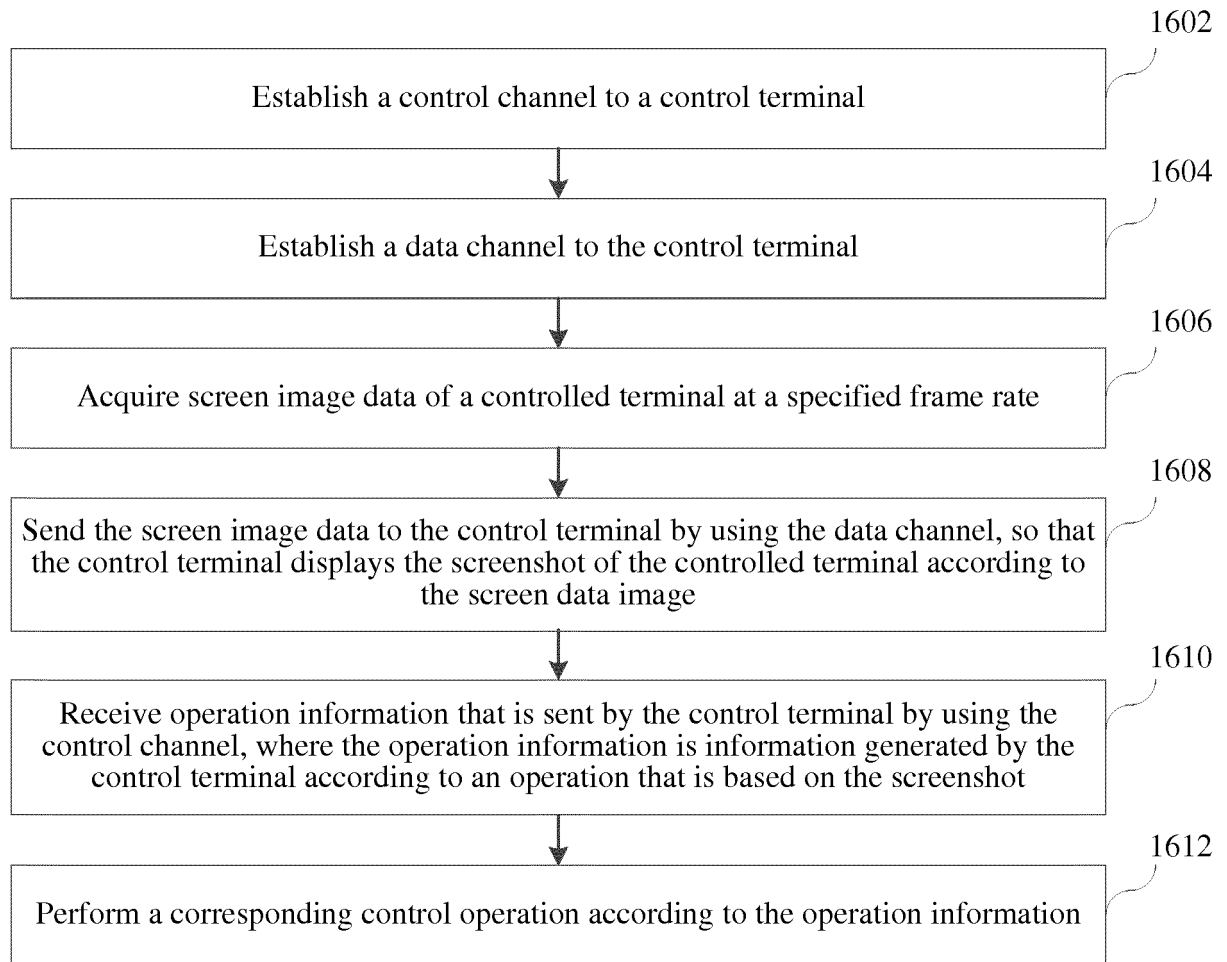 1602
Establish a control channel to a control terminal
1604
Establish a data channel to the control terminal
1606
Acquire screen image data of a controlled terminal at a specified frame rate
1608
Send the screen image data to the control terminal by using the data channel, so that
the control terminal displays the screenshot of the controlled terminal according to
the screen data image
1610
Receive operation information that is sent by the control terminal by using the
control channel, where the operation information is information generated by the
control terminal according to an operation that is based on the screenshot
1612
Perform a corresponding control operation according to the operation information